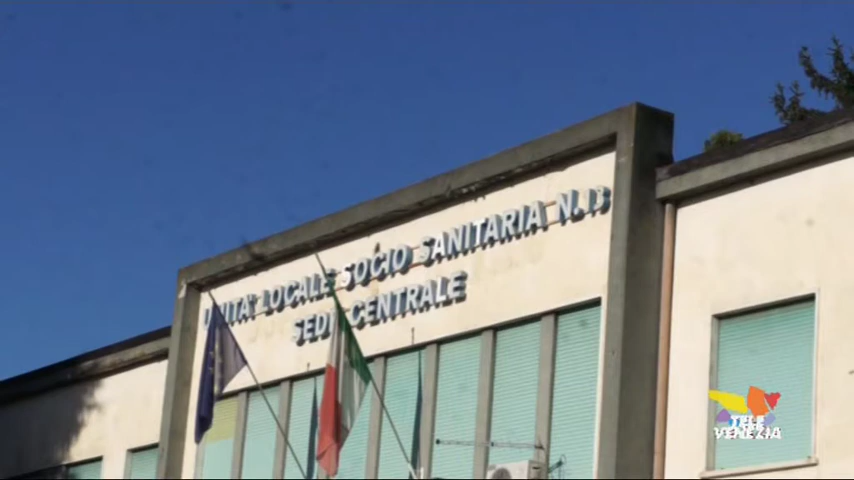 UNITA' LOCALE SOCIO SANITARIA N.13
SEDE CENTRALE
TELE
VENEZIA